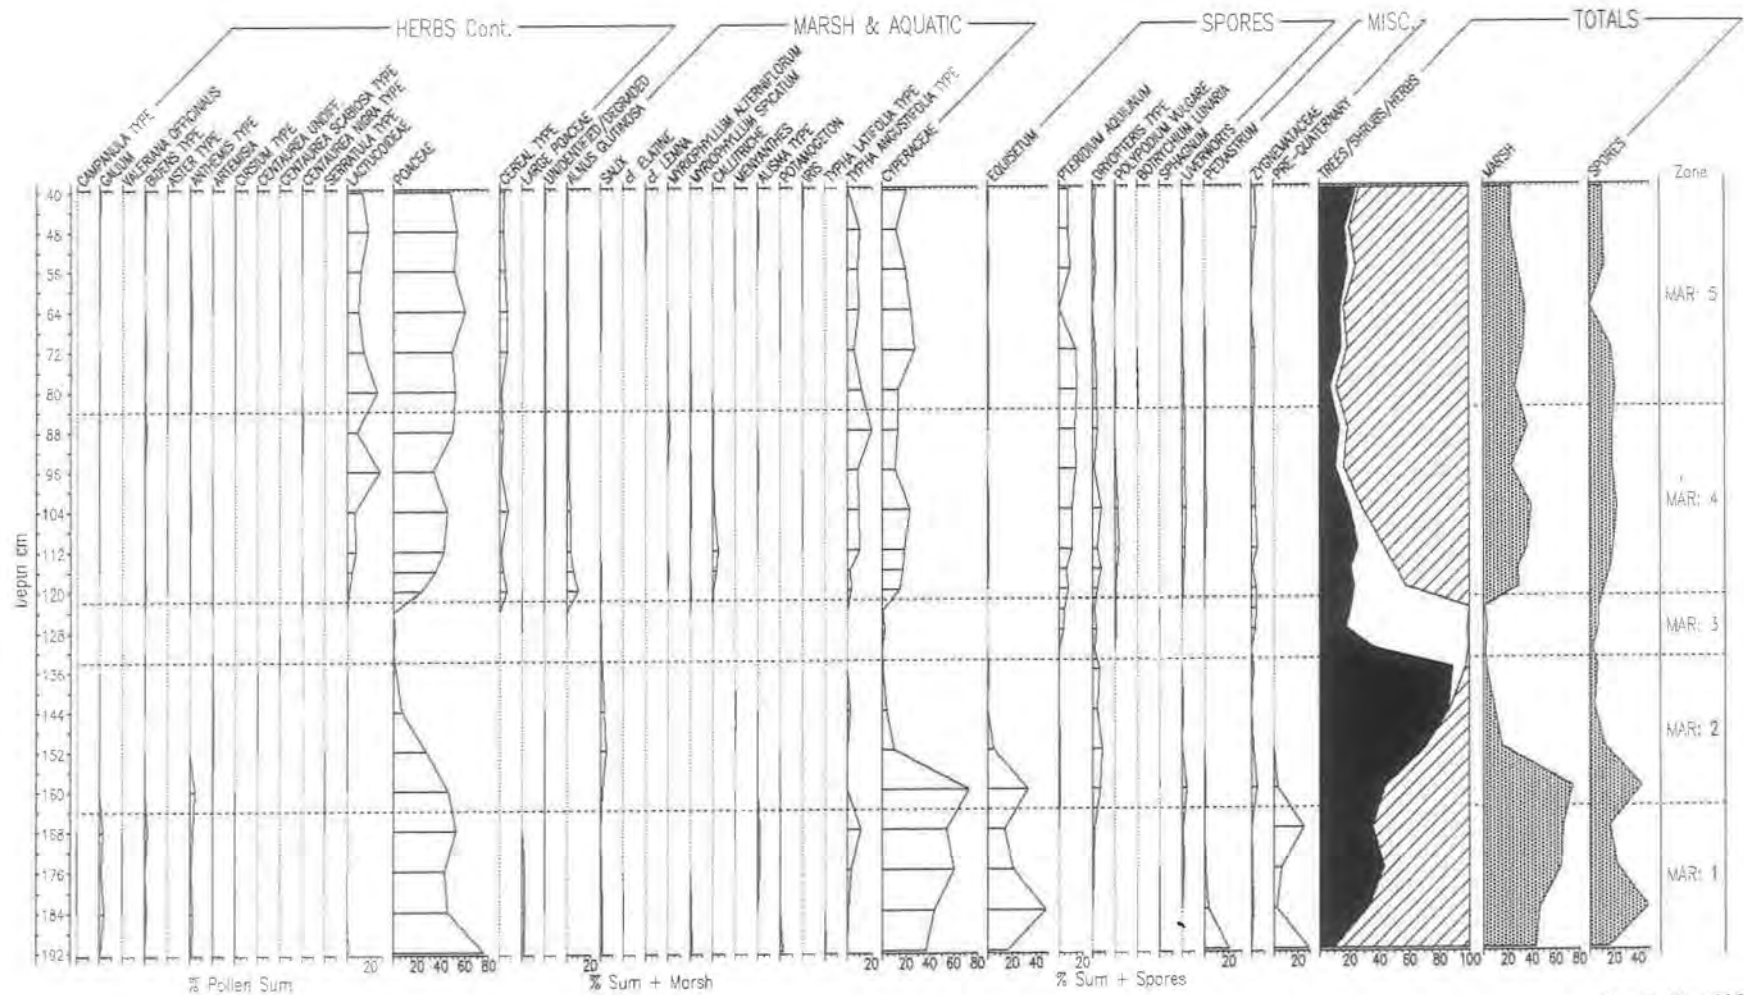 HERBS Cont.
MARSH & AQUATIC
SPORES
MISC.
TOTALS
CAMPANULA TYPE
GALIUM
VALERIANA OFFICINALIS
BIDENS TYPE
ASTER TYPE
ANTHEMIS TYPE
ARTEMISIA
CIRSIUM TYPE
CENTAUREA UNDIFF.
CENTAUREA SCABIOSA TYPE
CENTAUREA NIGRA TYPE
SERRATULA TYPE
LACTUCOIDEAE
POACEAE
CEREAL TYPE
LARGE POACEAE
UNIDENTIFIED/DEGRADED
ALNUS GLUTINOSA
SALIX
cf. ELATINE
cf. LEMNA
MYRIOPHYLLUM ALTERNIFLORUM
MYRIOPHYLLUM SPICATUM
CALLITRICHE
MENYANTHES
ALISMA TYPE
POTAMOGETON
IRIS
TYPHA LATIFOLIA TYPE
TYPHA ANGUSTIFOLIA TYPE
CYPERACEAE
EQUISETUM
PTERIDIUM AQUILINUM
DRYOPTERIS TYPE
POLYPODIUM VULGARE
BOTRYCHIUM LUNARIA
SPHAGNUM
LIVERWORTS
PEDIASTRUM
ZYGNEMATACEAE
PRE-QUATERNARY
TREES/SHRUBS/HERBS
MARSH
SPORES
Zone
Depth cm
40
48
56
64
72
80
88
96
104
112
120
128
136
144
152
160
168
176
184
192
MAR: 5
MAR: 4
MAR: 3
MAR: 2
MAR: 1
20
20 40 60 80
20
20 40 60 80
20 40
20
20
20
20 40 60 80 100
40 80
20 40
% Pollen Sum
% Sum + Marsh
% Sum + Spores